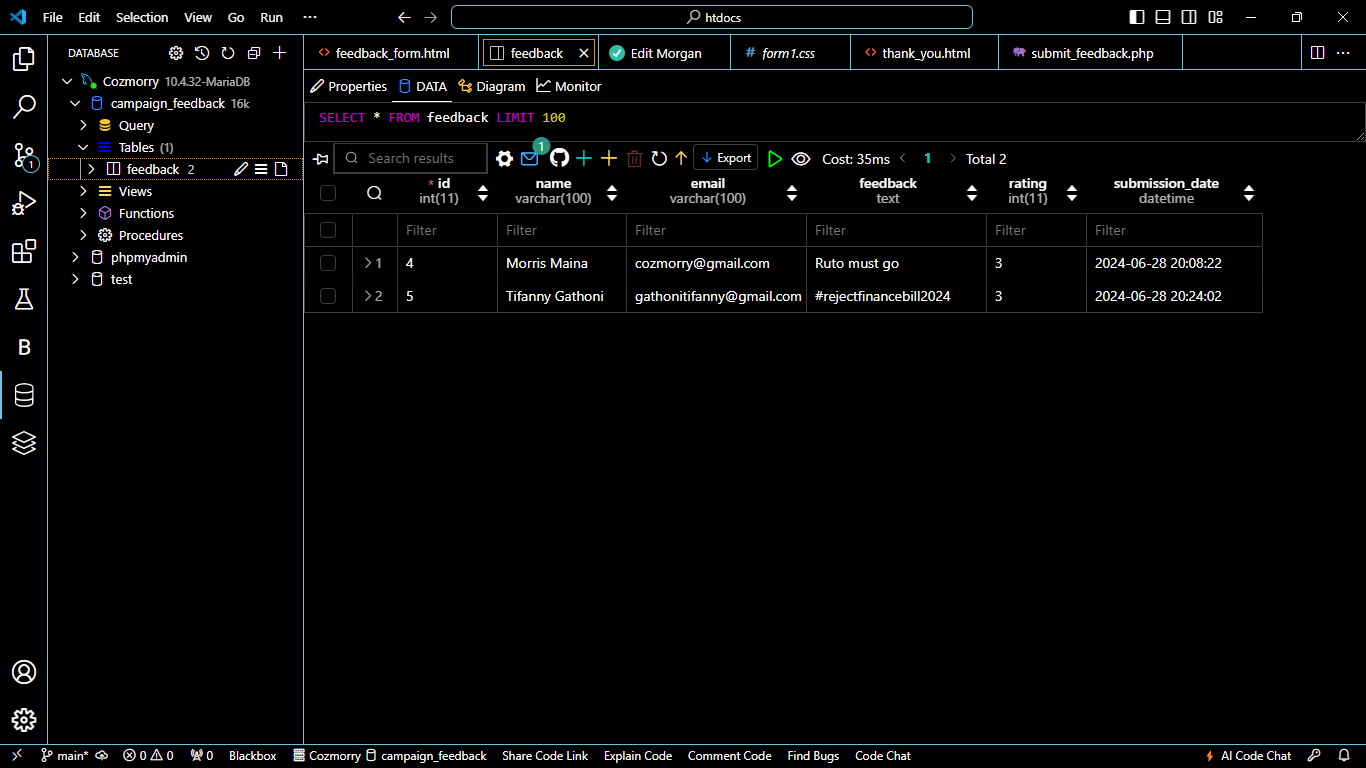 File Edit Selection View Go Run ··· htdocs
DATABASE
feedback_form.html feedback Edit Morgan # form1.css thank_you.html submit_feedback.php ···
Cozmorry 10.4.32-MariaDB
campaign_feedback 16k
Query
Tables (1)
feedback 2
Views
Functions
Procedures
phpmyadmin
test
Properties DATA Diagram Monitor
SELECT * FROM feedback LIMIT 100
Search results 1 Export Cost: 35ms 1 Total 2
* id name email feedback rating submission_date
int(11) varchar(100) varchar(100) text int(11) datetime
Filter Filter Filter Filter Filter Filter
1 4 Morris Maina cozmorry@gmail.com Ruto must go 3 2024-06-28 20:08:22
2 5 Tifanny Gathoni gathonitifanny@gmail.com #rejectfinancebill2024 3 2024-06-28 20:24:02
1
B
main* 0 0 0 Blackbox Cozmorry campaign_feedback Share Code Link Explain Code Comment Code Find Bugs Code Chat AI Code Chat